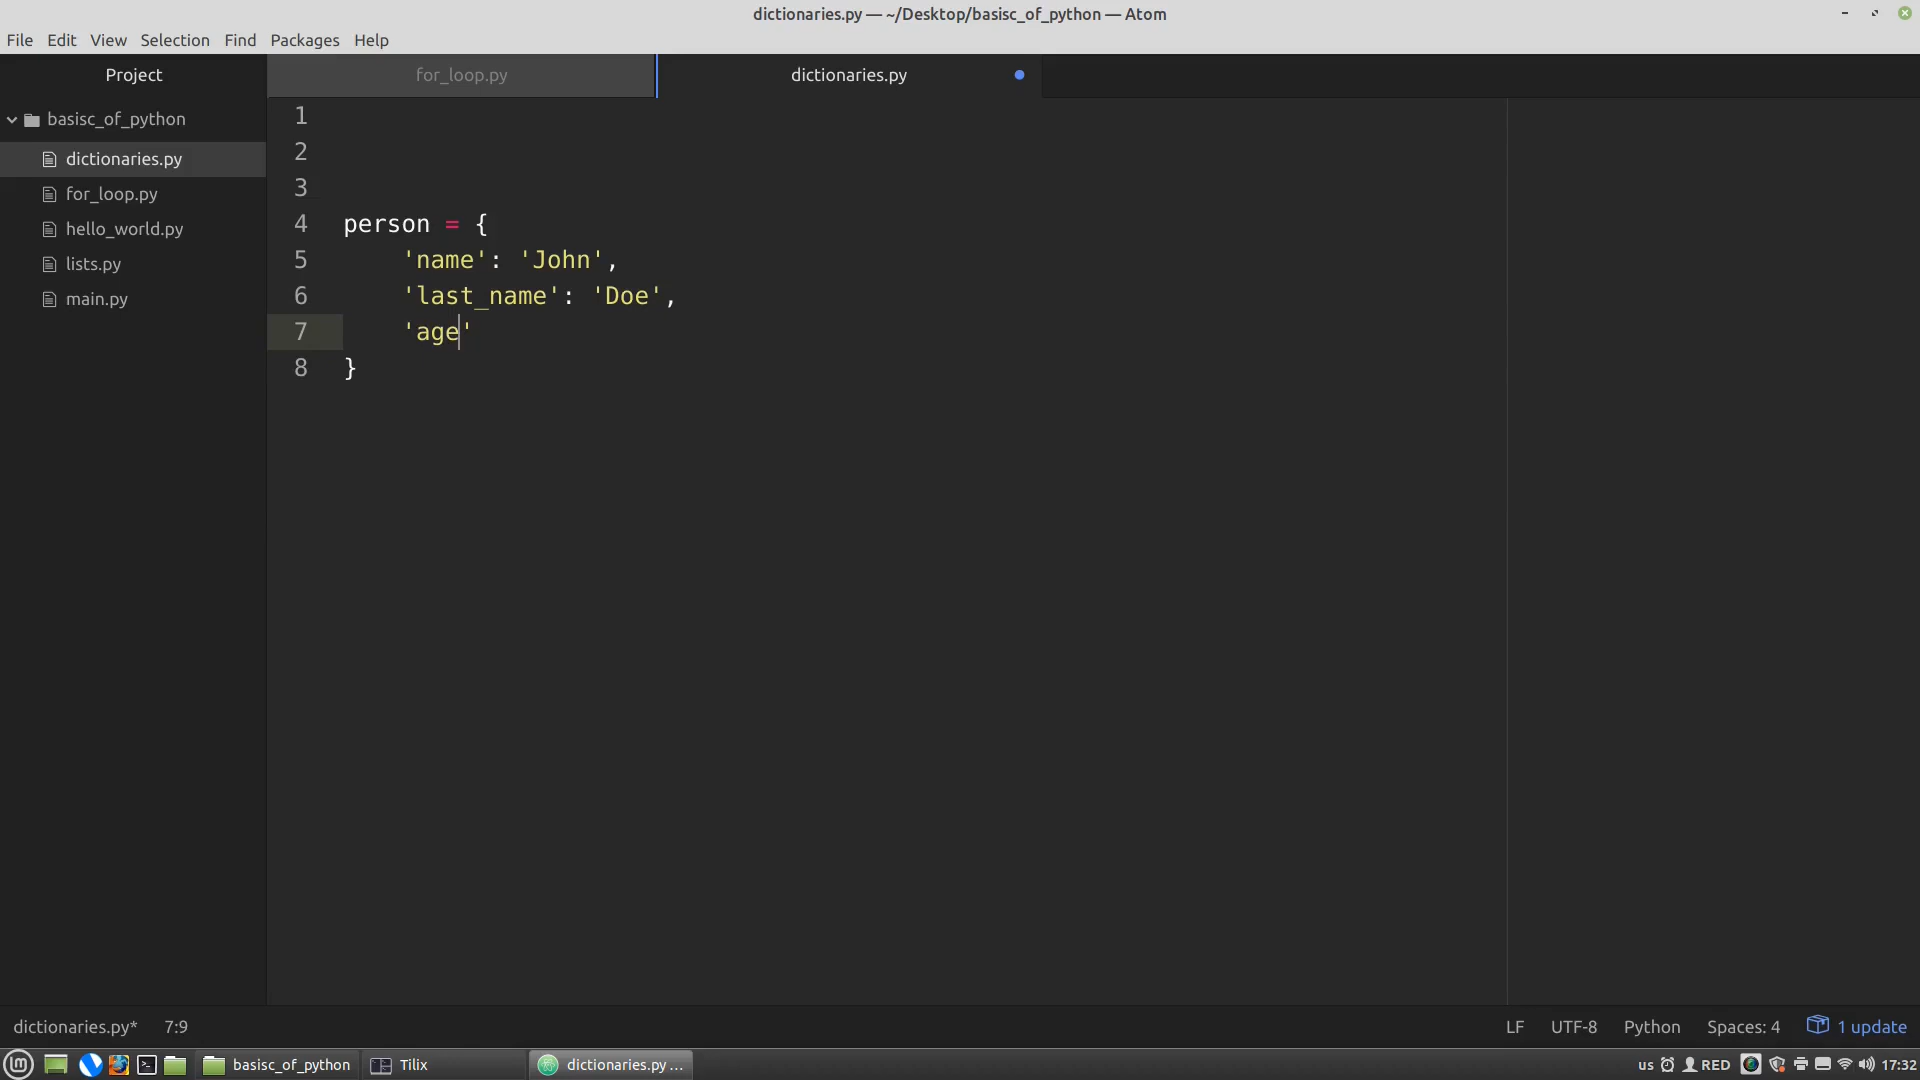 dictionaries.py — ~/Desktop/basisc_of_python — Atom
File Edit View Selection Find Packages Help
Project
for_loop.py
dictionaries.py
basisc_of_python
dictionaries.py
for_loop.py
hello_world.py
lists.py
main.py
1
2
3
4 person = {
5 'name': 'John',
6 'last_name': 'Doe',
7 'age'
8 }
dictionaries.py* 7:9
LF UTF-8 Python Spaces: 4 1 update
basisc_of_python Tilix dictionaries.py ...
us RED 17:32